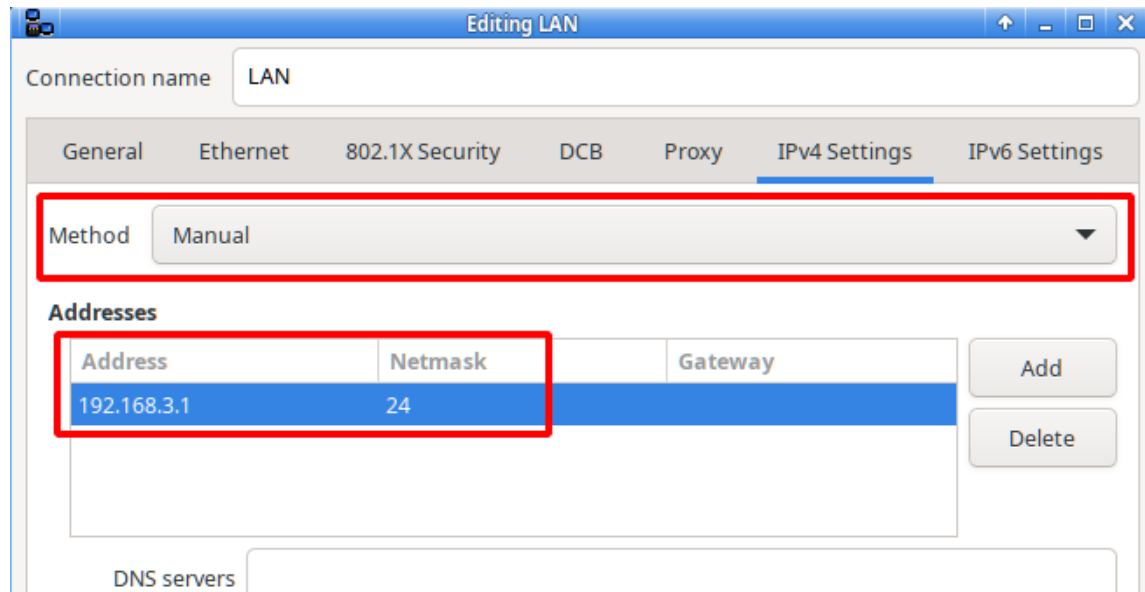 Editing LAN
Connection name LAN
General Ethernet 802.1X Security DCB Proxy IPv4 Settings IPv6 Settings
Method Manual
Addresses
Address Netmask Gateway
192.168.3.1 24
Add
Delete
DNS servers